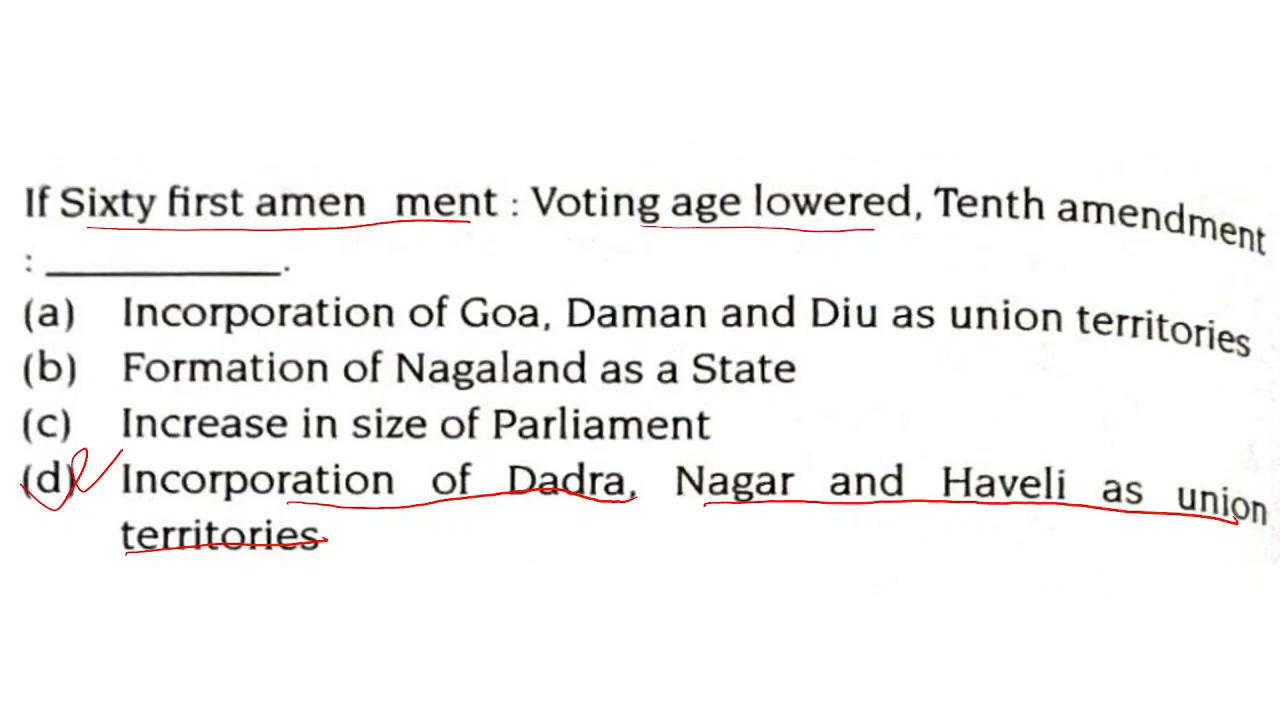 If Sixty first amen ment : Voting age lowered, Tenth amendment
: ____________.
(a) Incorporation of Goa, Daman and Diu as union territories
(b) Formation of Nagaland as a State
(c) Increase in size of Parliament
(d) Incorporation of Dadra, Nagar and Haveli as union
territories